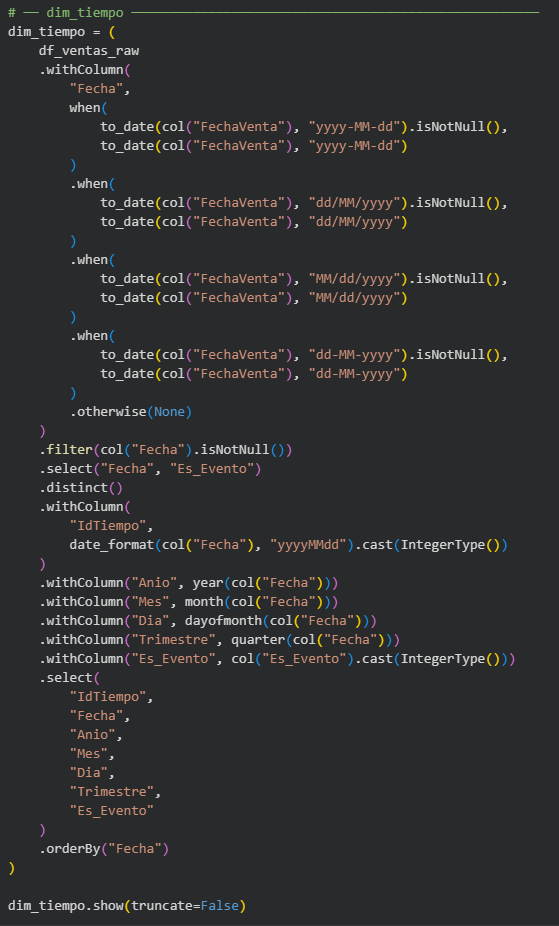 # ── dim_tiempo ──────────────────────────────────────────────────────
dim_tiempo = (
    df_ventas_raw
    .withColumn(
        "Fecha",
        when(
            to_date(col("FechaVenta"), "yyyy-MM-dd").isNotNull(),
            to_date(col("FechaVenta"), "yyyy-MM-dd")
        )
        .when(
            to_date(col("FechaVenta"), "dd/MM/yyyy").isNotNull(),
            to_date(col("FechaVenta"), "dd/MM/yyyy")
        )
        .when(
            to_date(col("FechaVenta"), "MM/dd/yyyy").isNotNull(),
            to_date(col("FechaVenta"), "MM/dd/yyyy")
        )
        .when(
            to_date(col("FechaVenta"), "dd-MM-yyyy").isNotNull(),
            to_date(col("FechaVenta"), "dd-MM-yyyy")
        )
        .otherwise(None)
    )
    .filter(col("Fecha").isNotNull())
    .select("Fecha", "Es_Evento")
    .distinct()
    .withColumn(
        "IdTiempo",
        date_format(col("Fecha"), "yyyyMMdd").cast(IntegerType())
    )
    .withColumn("Anio", year(col("Fecha")))
    .withColumn("Mes", month(col("Fecha")))
    .withColumn("Dia", dayofmonth(col("Fecha")))
    .withColumn("Trimestre", quarter(col("Fecha")))
    .withColumn("Es_Evento", col("Es_Evento").cast(IntegerType()))
    .select(
        "IdTiempo",
        "Fecha",
        "Anio",
        "Mes",
        "Dia",
        "Trimestre",
        "Es_Evento"
    )
    .orderBy("Fecha")
)
dim_tiempo.show(truncate=False)